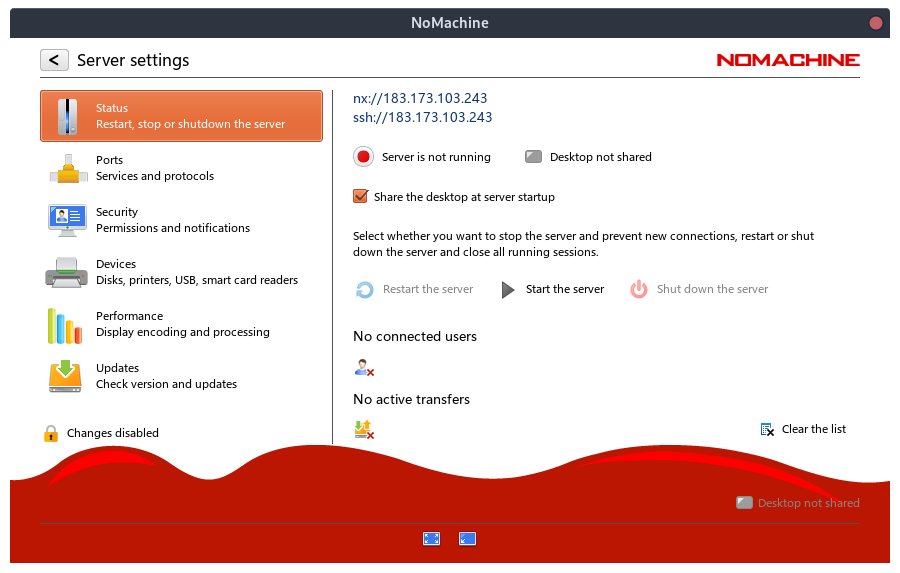 NoMachine
<
Server settings
NOMACHINE
Status
Restart, stop or shutdown the server
Ports
Services and protocols
Security
Permissions and notifications
Devices
Disks, printers, USB, smart card readers
Performance
Display encoding and processing
Updates
Check version and updates
Changes disabled
nx://183.173.103.243
ssh://183.173.103.243
Server is not running
Desktop not shared
Share the desktop at server startup
Select whether you want to stop the server and prevent new connections, restart or shut
down the server and close all running sessions.
Restart the server
Start the server
Shut down the server
No connected users
No active transfers
Clear the list
Desktop not shared